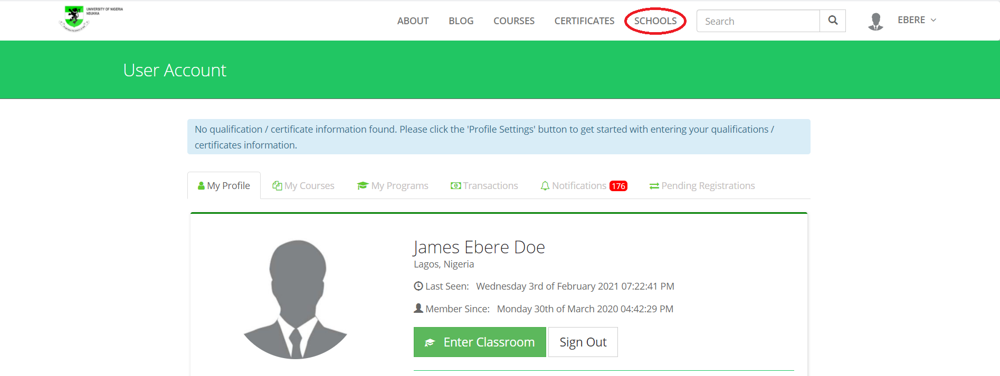 UNIVERSITY OF NIGERIA
NSUKKA
ABOUT BLOG COURSES CERTIFICATES SCHOOLS Search EBERE
User Account
No qualification / certificate information found. Please click the 'Profile Settings' button to get started with entering your qualifications /
certificates information.
My Profile My Courses My Programs Transactions Notifications 176 Pending Registrations
James Ebere Doe
Lagos, Nigeria
Last Seen: Wednesday 3rd of February 2021 07:22:41 PM
Member Since: Monday 30th of March 2020 04:42:29 PM
Enter Classroom Sign Out